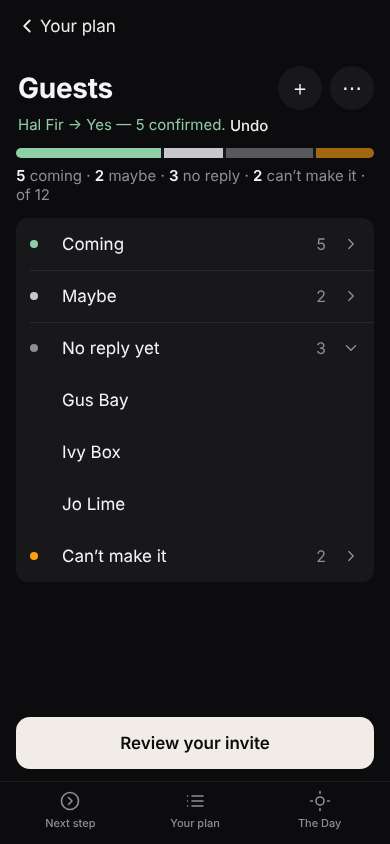 Your plan
Guests
Hal Fir → Yes — 5 confirmed. Undo
5 coming · 2 maybe · 3 no reply · 2 can’t make it ·
of 12
Coming 5
Maybe 2
No reply yet 3
Gus Bay
Ivy Box
Jo Lime
Can’t make it 2
Review your invite
Next step Your plan The Day